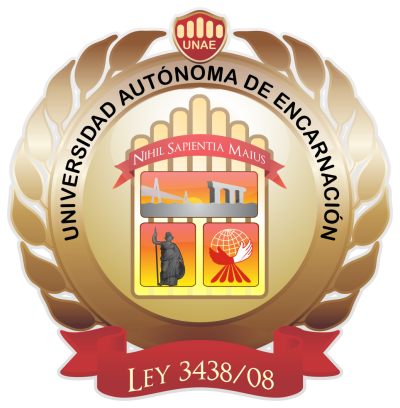 UNAE
UNIVERSIDAD AUTÓNOMA DE ENCARNACIÓN
NIHIL SAPIENTIA MAIUS
LEY 3438/08